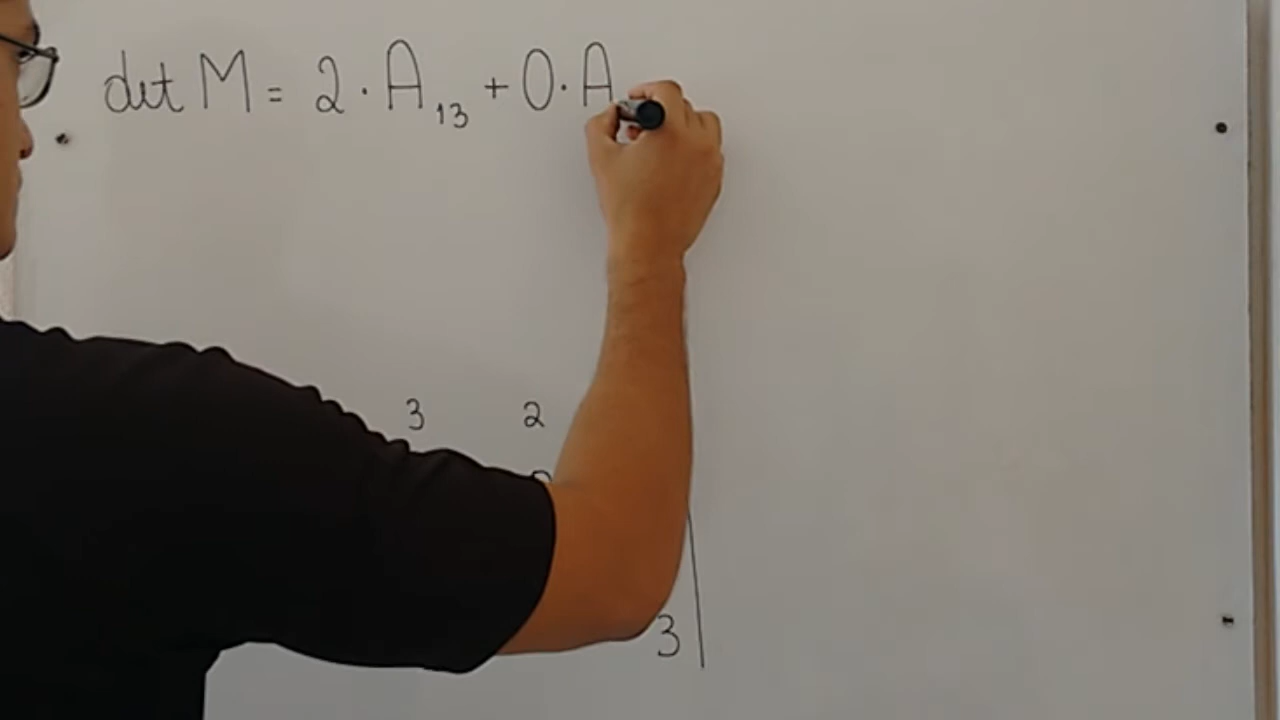 det M = 2 · A₁₃ + 0 · A
3 2
3